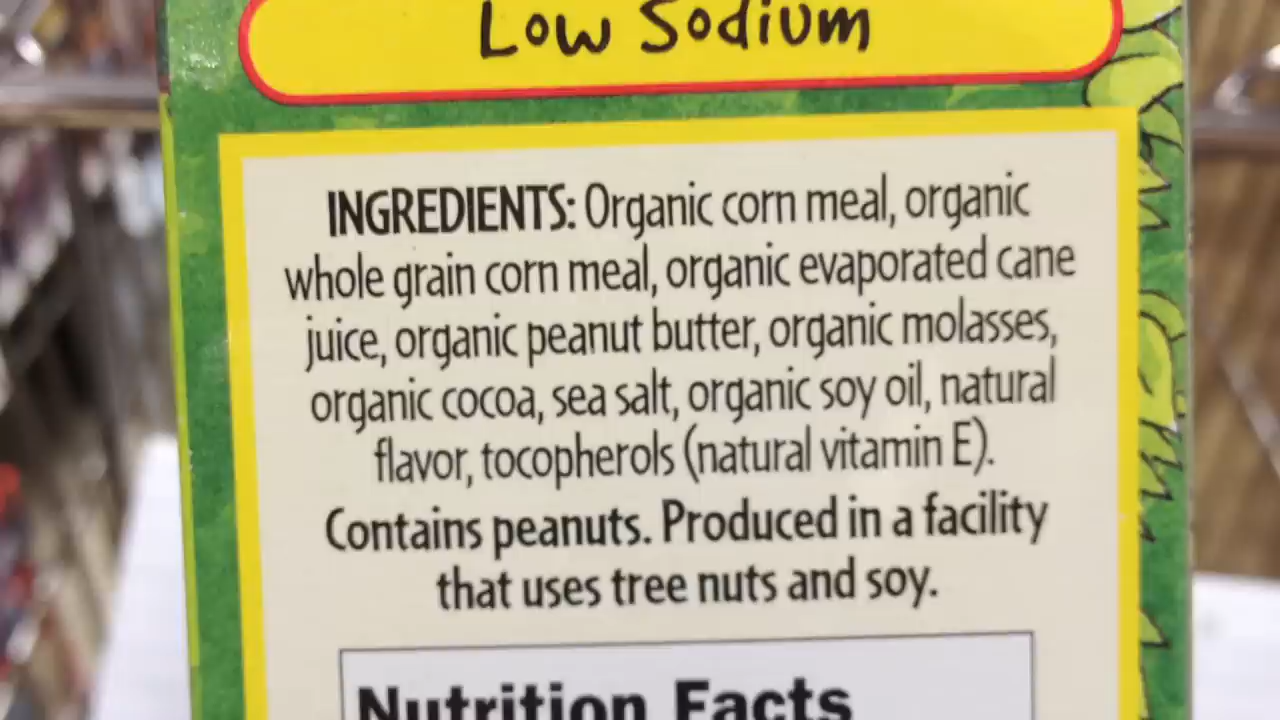 Low Sodium
INGREDIENTS: Organic corn meal, organic
whole grain corn meal, organic evaporated cane
juice, organic peanut butter, organic molasses,
organic cocoa, sea salt, organic soy oil, natural
flavor, tocopherols (natural vitamin E).
Contains peanuts. Produced in a facility
that uses tree nuts and soy.
Nutrition Facts